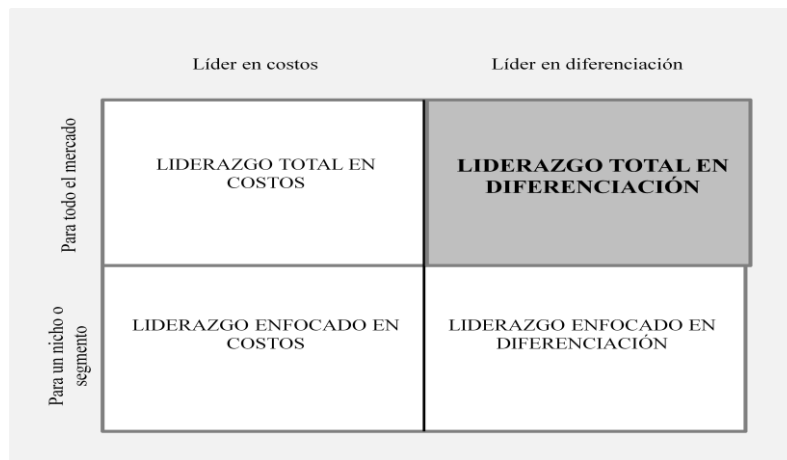 Líder en costos
Líder en diferenciación
Para todo el mercado
LIDERAZGO TOTAL EN
COSTOS
LIDERAZGO TOTAL EN
DIFERENCIACIÓN
Para un nicho o
segmento
LIDERAZGO ENFOCADO EN
COSTOS
LIDERAZGO ENFOCADO EN
DIFERENCIACIÓN